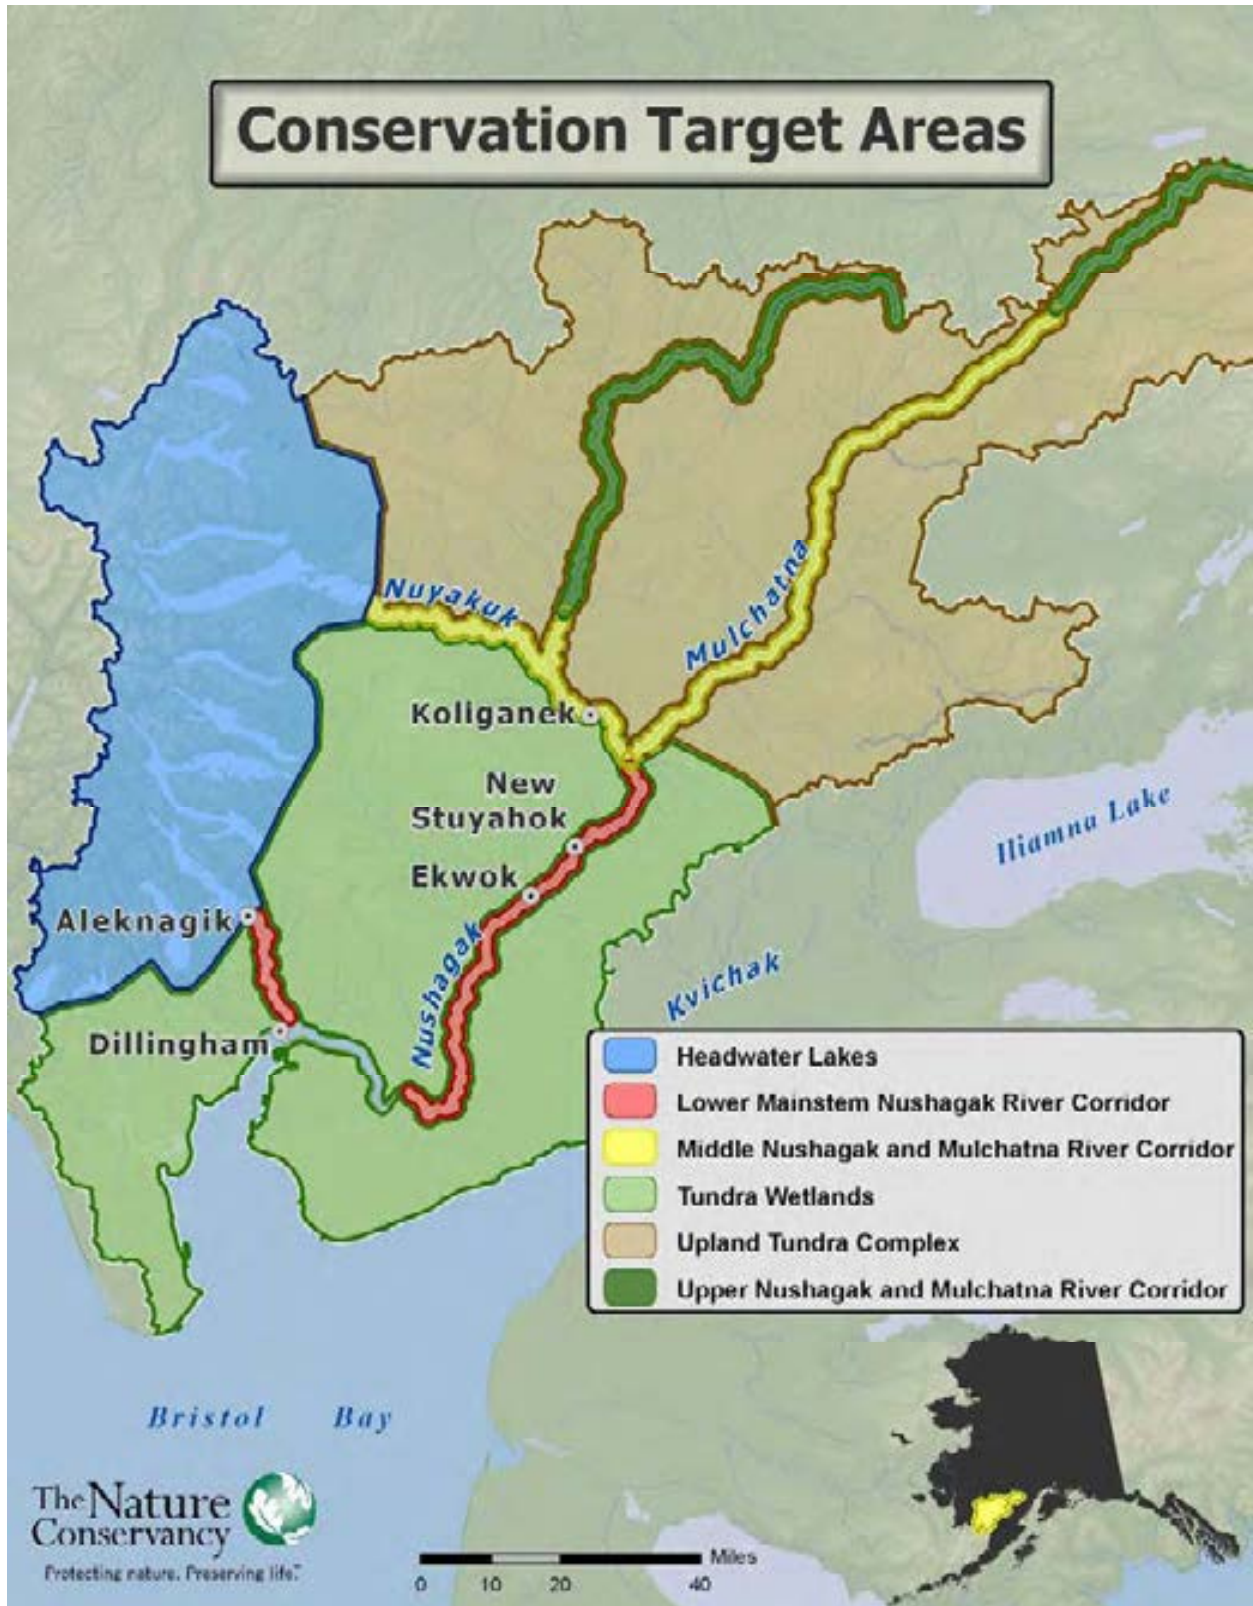 Conservation Target Areas
Nuyakuk
Mulchatna
Koliganek
New
Stuyahok
Ekwok
Iliamna Lake
Aleknagik
Nushagak
Kvichak
Dillingham
Headwater Lakes
Lower Mainstem Nushagak River Corridor
Middle Nushagak and Mulchatna River Corridor
Tundra Wetlands
Upland Tundra Complex
Upper Nushagak and Mulchatna River Corridor
Bristol Bay
The Nature
Conservancy
Protecting nature. Preserving life.™
Miles
0 10 20 40